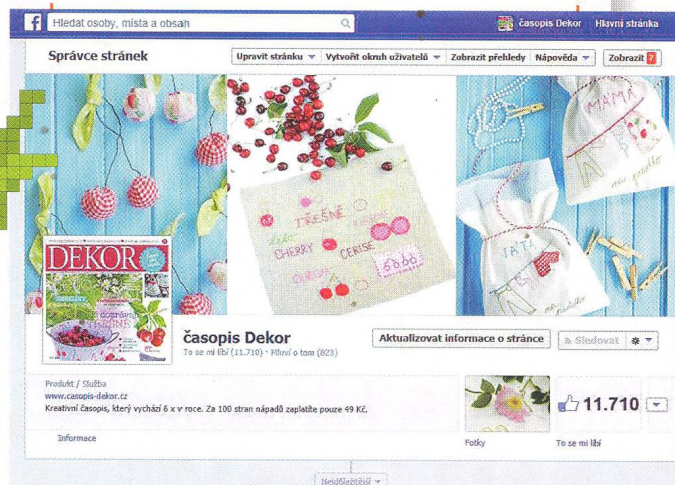 f Hledat osoby, místa a obsah časopis Dekor Hlavní stránka
Správce stránek Upravit stránku Vytvořit okruh uživatelů Zobrazit přehledy Nápověda Zobrazit 7
MÁMA
TÁTA
TŘEŠNĚ
CHERRY CERISE
DEKOR
časopis Dekor
To se mi líbí (11.710) · Mluví o tom (823)
Aktualizovat informace o stránce Sledovat
Produkt / Služba
www.casopis-dekor.cz
Kreativní časopis, který vychází 6 x v roce. Za 100 stran nápadů zaplatíte pouze 49 Kč.
11.710
Informace
Fotky To se mi líbí
Nejdůležitější